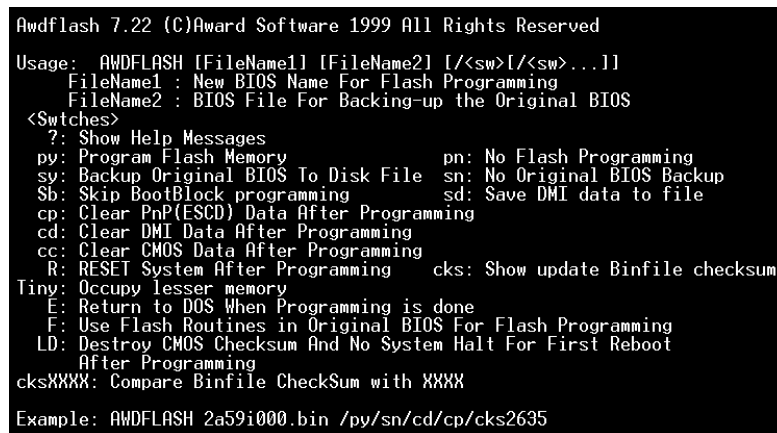 Awdflash 7.22 (C)Award Software 1999 All Rights Reserved
Usage:  AWDFLASH [FileName1] [FileName2] [/<sw>[/<sw>...]]
FileName1 : New BIOS Name For Flash Programming
FileName2 : BIOS File For Backing-up the Original BIOS
<Swtches>
?: Show Help Messages
py: Program Flash Memory                  pn: No Flash Programming
sy: Backup Original BIOS To Disk File  sn: No Original BIOS Backup
Sb: Skip BootBlock programming           sd: Save DMI data to file
cp: Clear PnP(ESCD) Data After Programming
cd: Clear DMI Data After Programming
cc: Clear CMOS Data After Programming
R: RESET System After Programming    cks: Show update Binfile checksum
Tiny: Occupy lesser memory
E: Return to DOS When Programming is done
F: Use Flash Routines in Original BIOS For Flash Programming
LD: Destroy CMOS Checksum And No System Halt For First Reboot
After Programming
cksXXXX: Compare Binfile CheckSum with XXXX
Example: AWDFLASH 2a59i000.bin /py/sn/cd/cp/cks2635